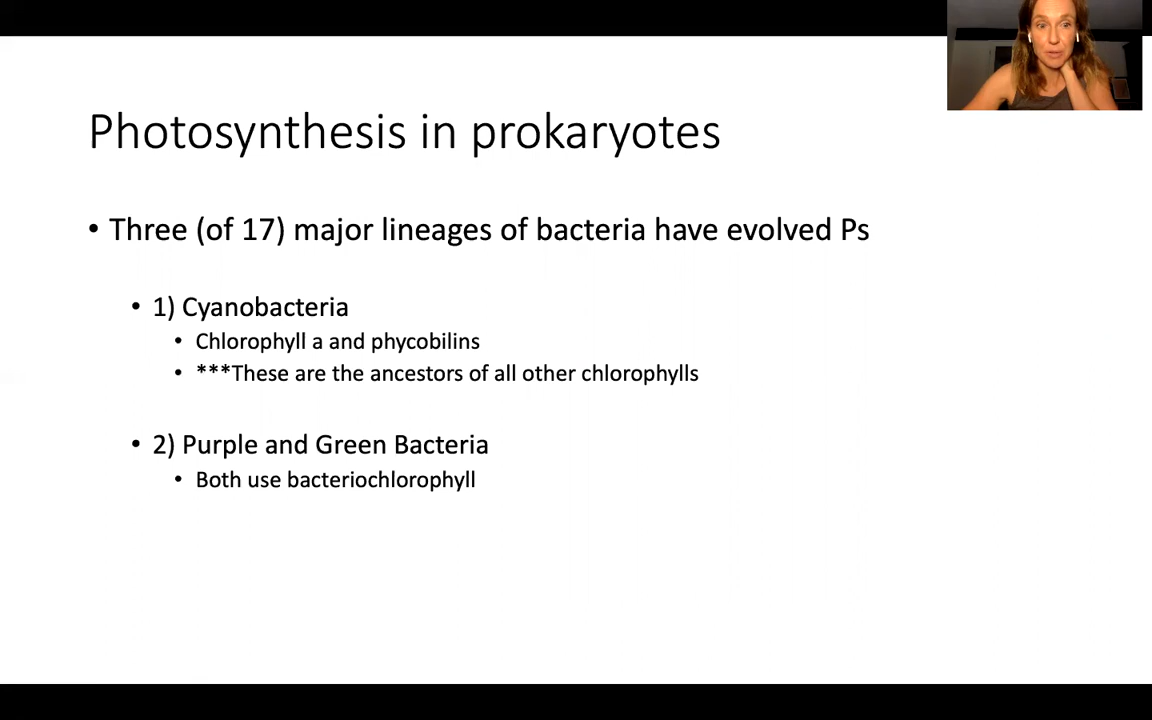 Photosynthesis in prokaryotes
• Three (of 17) major lineages of bacteria have evolved Ps
• 1) Cyanobacteria
• Chlorophyll a and phycobilins
• ***These are the ancestors of all other chlorophylls
• 2) Purple and Green Bacteria
• Both use bacteriochlorophyll